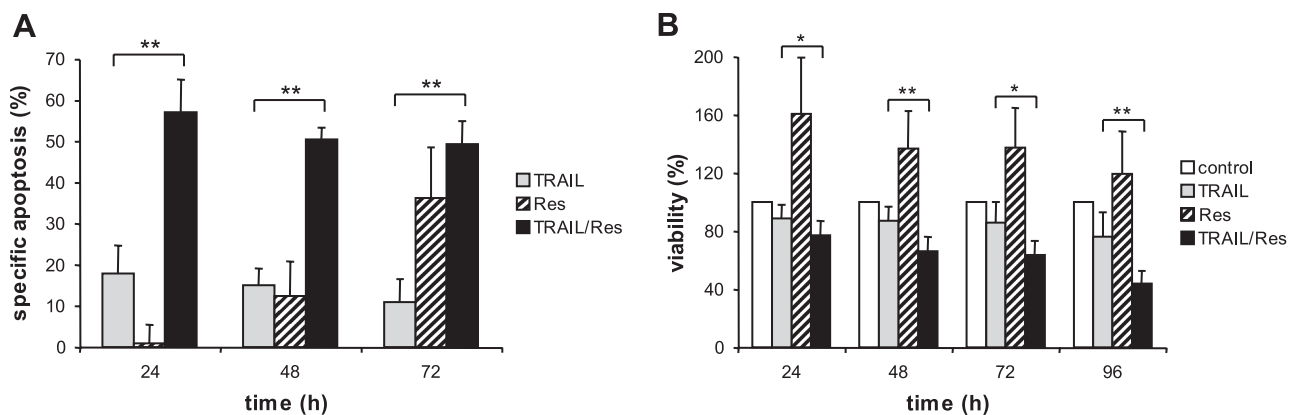 A
specific apoptosis (%)
70
60
50
40
30
20
10
0
**
**
**
24
48
72
time (h)
TRAIL
Res
TRAIL/Res
B
viability (%)
200
160
120
80
40
0
*
**
*
**
24
48
72
96
time (h)
control
TRAIL
Res
TRAIL/Res